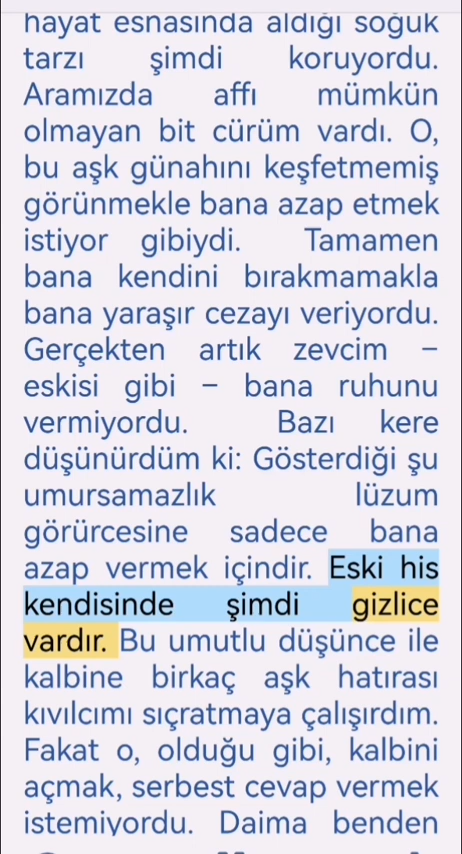 hayat esnasında aldığı soğuk
tarzı şimdi koruyordu.
Aramızda affı mümkün
olmayan bit cürüm vardı. O,
bu aşk günahını keşfetmemiş
görünmekle bana azap etmek
istiyor gibiydi. Tamamen
bana kendini bırakmamakla
bana yaraşır cezayı veriyordu.
Gerçekten artık zevcim –
eskisi gibi – bana ruhunu
vermiyordu. Bazı kere
düşünürdüm ki: Gösterdiği şu
umursamazlık lüzum
görürcesine sadece bana
azap vermek içindir. Eski his
kendisinde şimdi gizlice
vardır. Bu umutlu düşünce ile
kalbine birkaç aşk hatırası
kıvılcımı sıçratmaya çalışırdım.
Fakat o, olduğu gibi, kalbini
açmak, serbest cevap vermek
istemiyordu. Daima benden